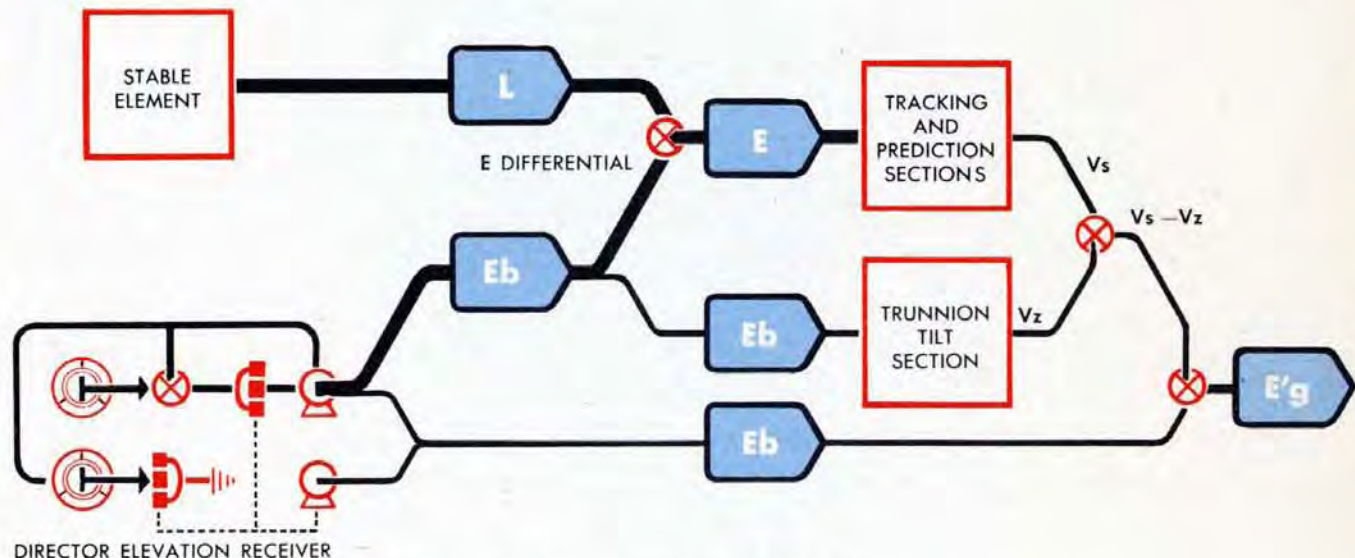 STABLE
ELEMENT
L
E DIFFERENTIAL
E
TRACKING
AND
PREDICTION
SECTIONS
Vs
Vs – Vz
Eb
Eb
TRUNNION
TILT
SECTION
Vz
Eb
E'g
DIRECTOR ELEVATION RECEIVER